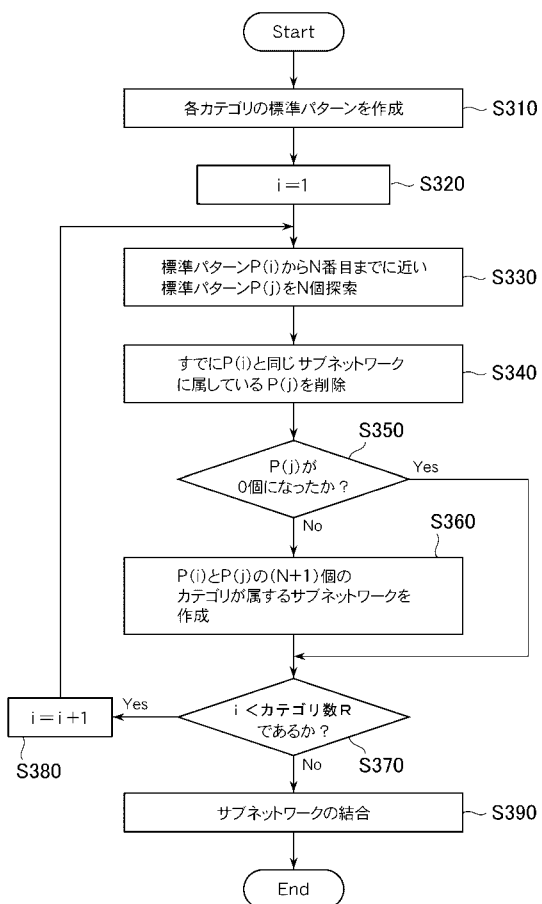 Start
各カテゴリの標準パターンを作成
S310
i=1
S320
標準パターンP(i)からN番目までに近い
標準パターンP(j)をN個探索
S330
すでにP(i)と同じサブネットワーク
に属しているP(j)を削除
S340
S350
P(j)が
0個になったか?
Yes
No
S360
P(i)とP(j)の(N+1)個の
カテゴリが属するサブネットワークを
作成
i=i+1
Yes
i<カテゴリ数R
であるか?
S380
S370
No
サブネットワークの結合
S390
End